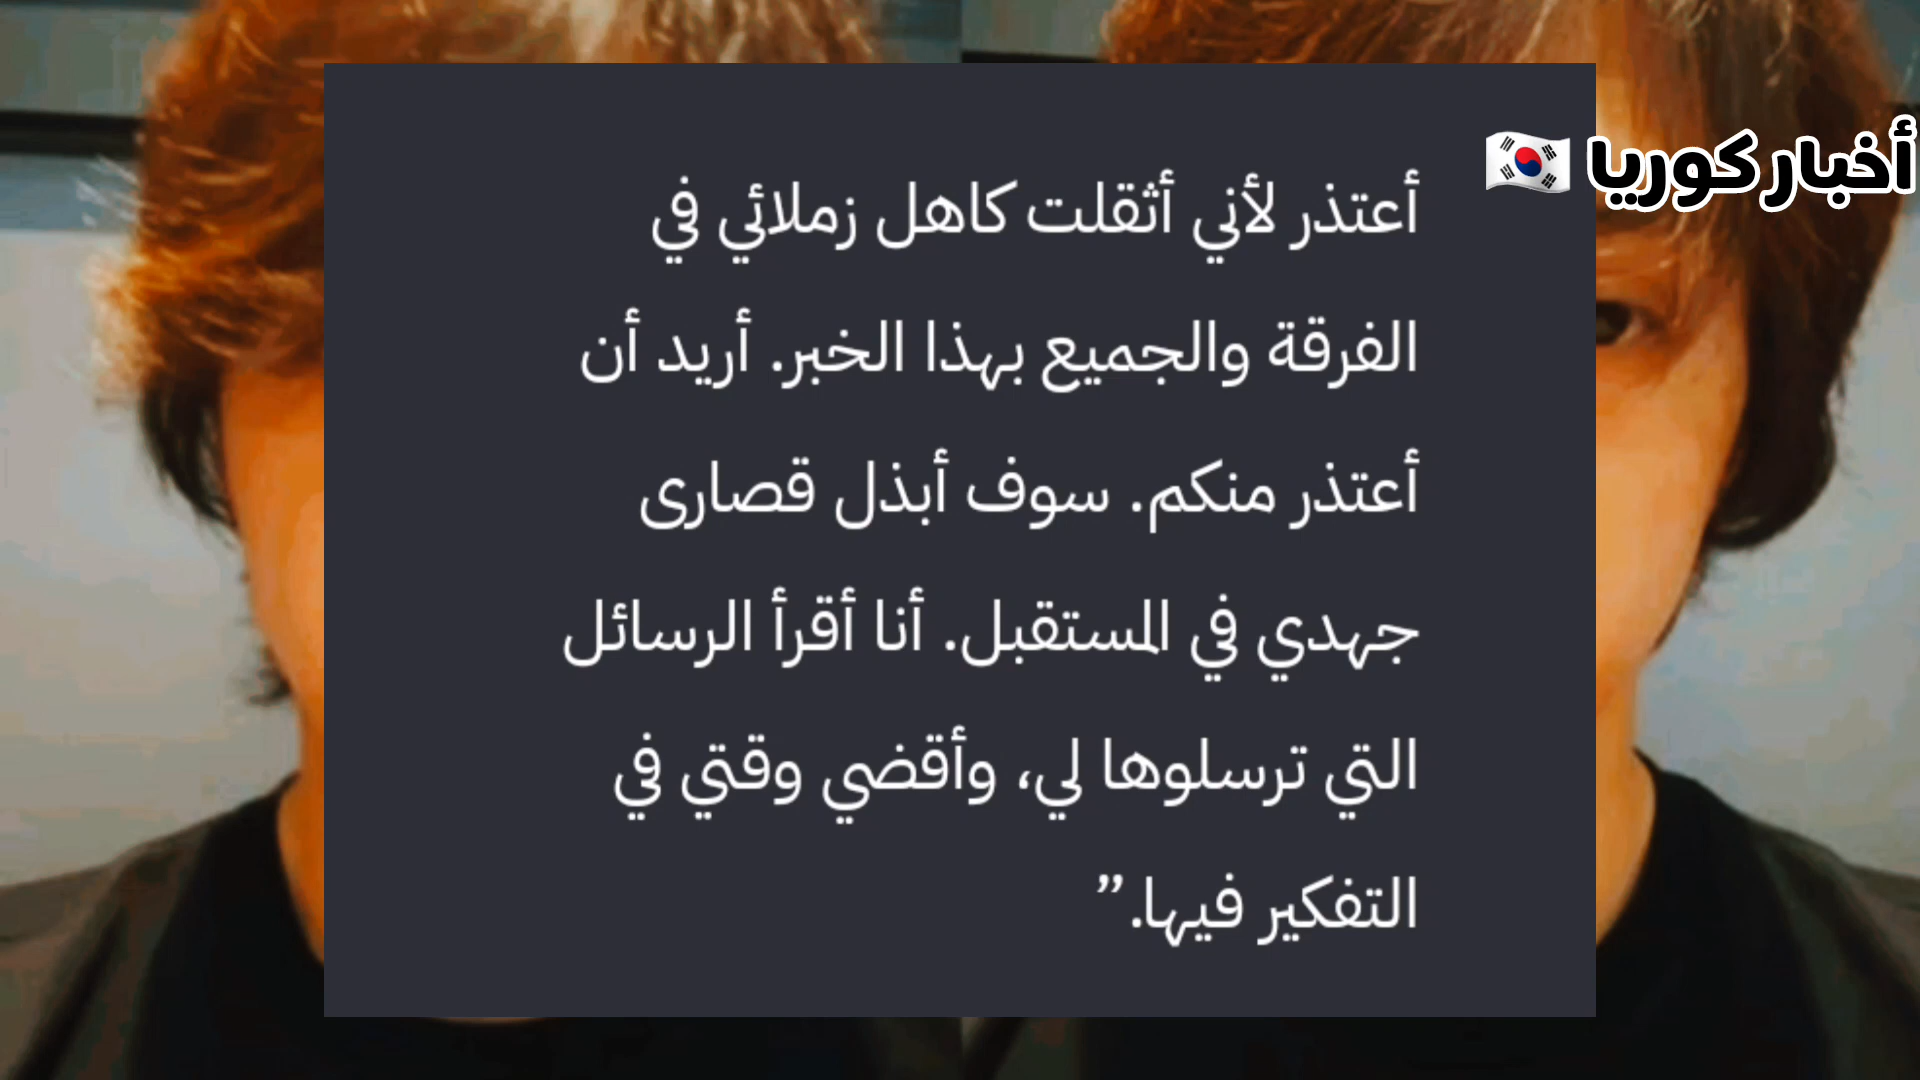 أخبار كوريا 🇰🇷
أعتذر لأني أثقلت كاهل زملائي في
الفرقة والجميع بهذا الخبر. أريد أن
أعتذر منكم. سوف أبذل قصارى
جهدي في المستقبل. أنا أقرأ الرسائل
التي ترسلوها لي، وأقضي وقتي في
التفكير فيها.”